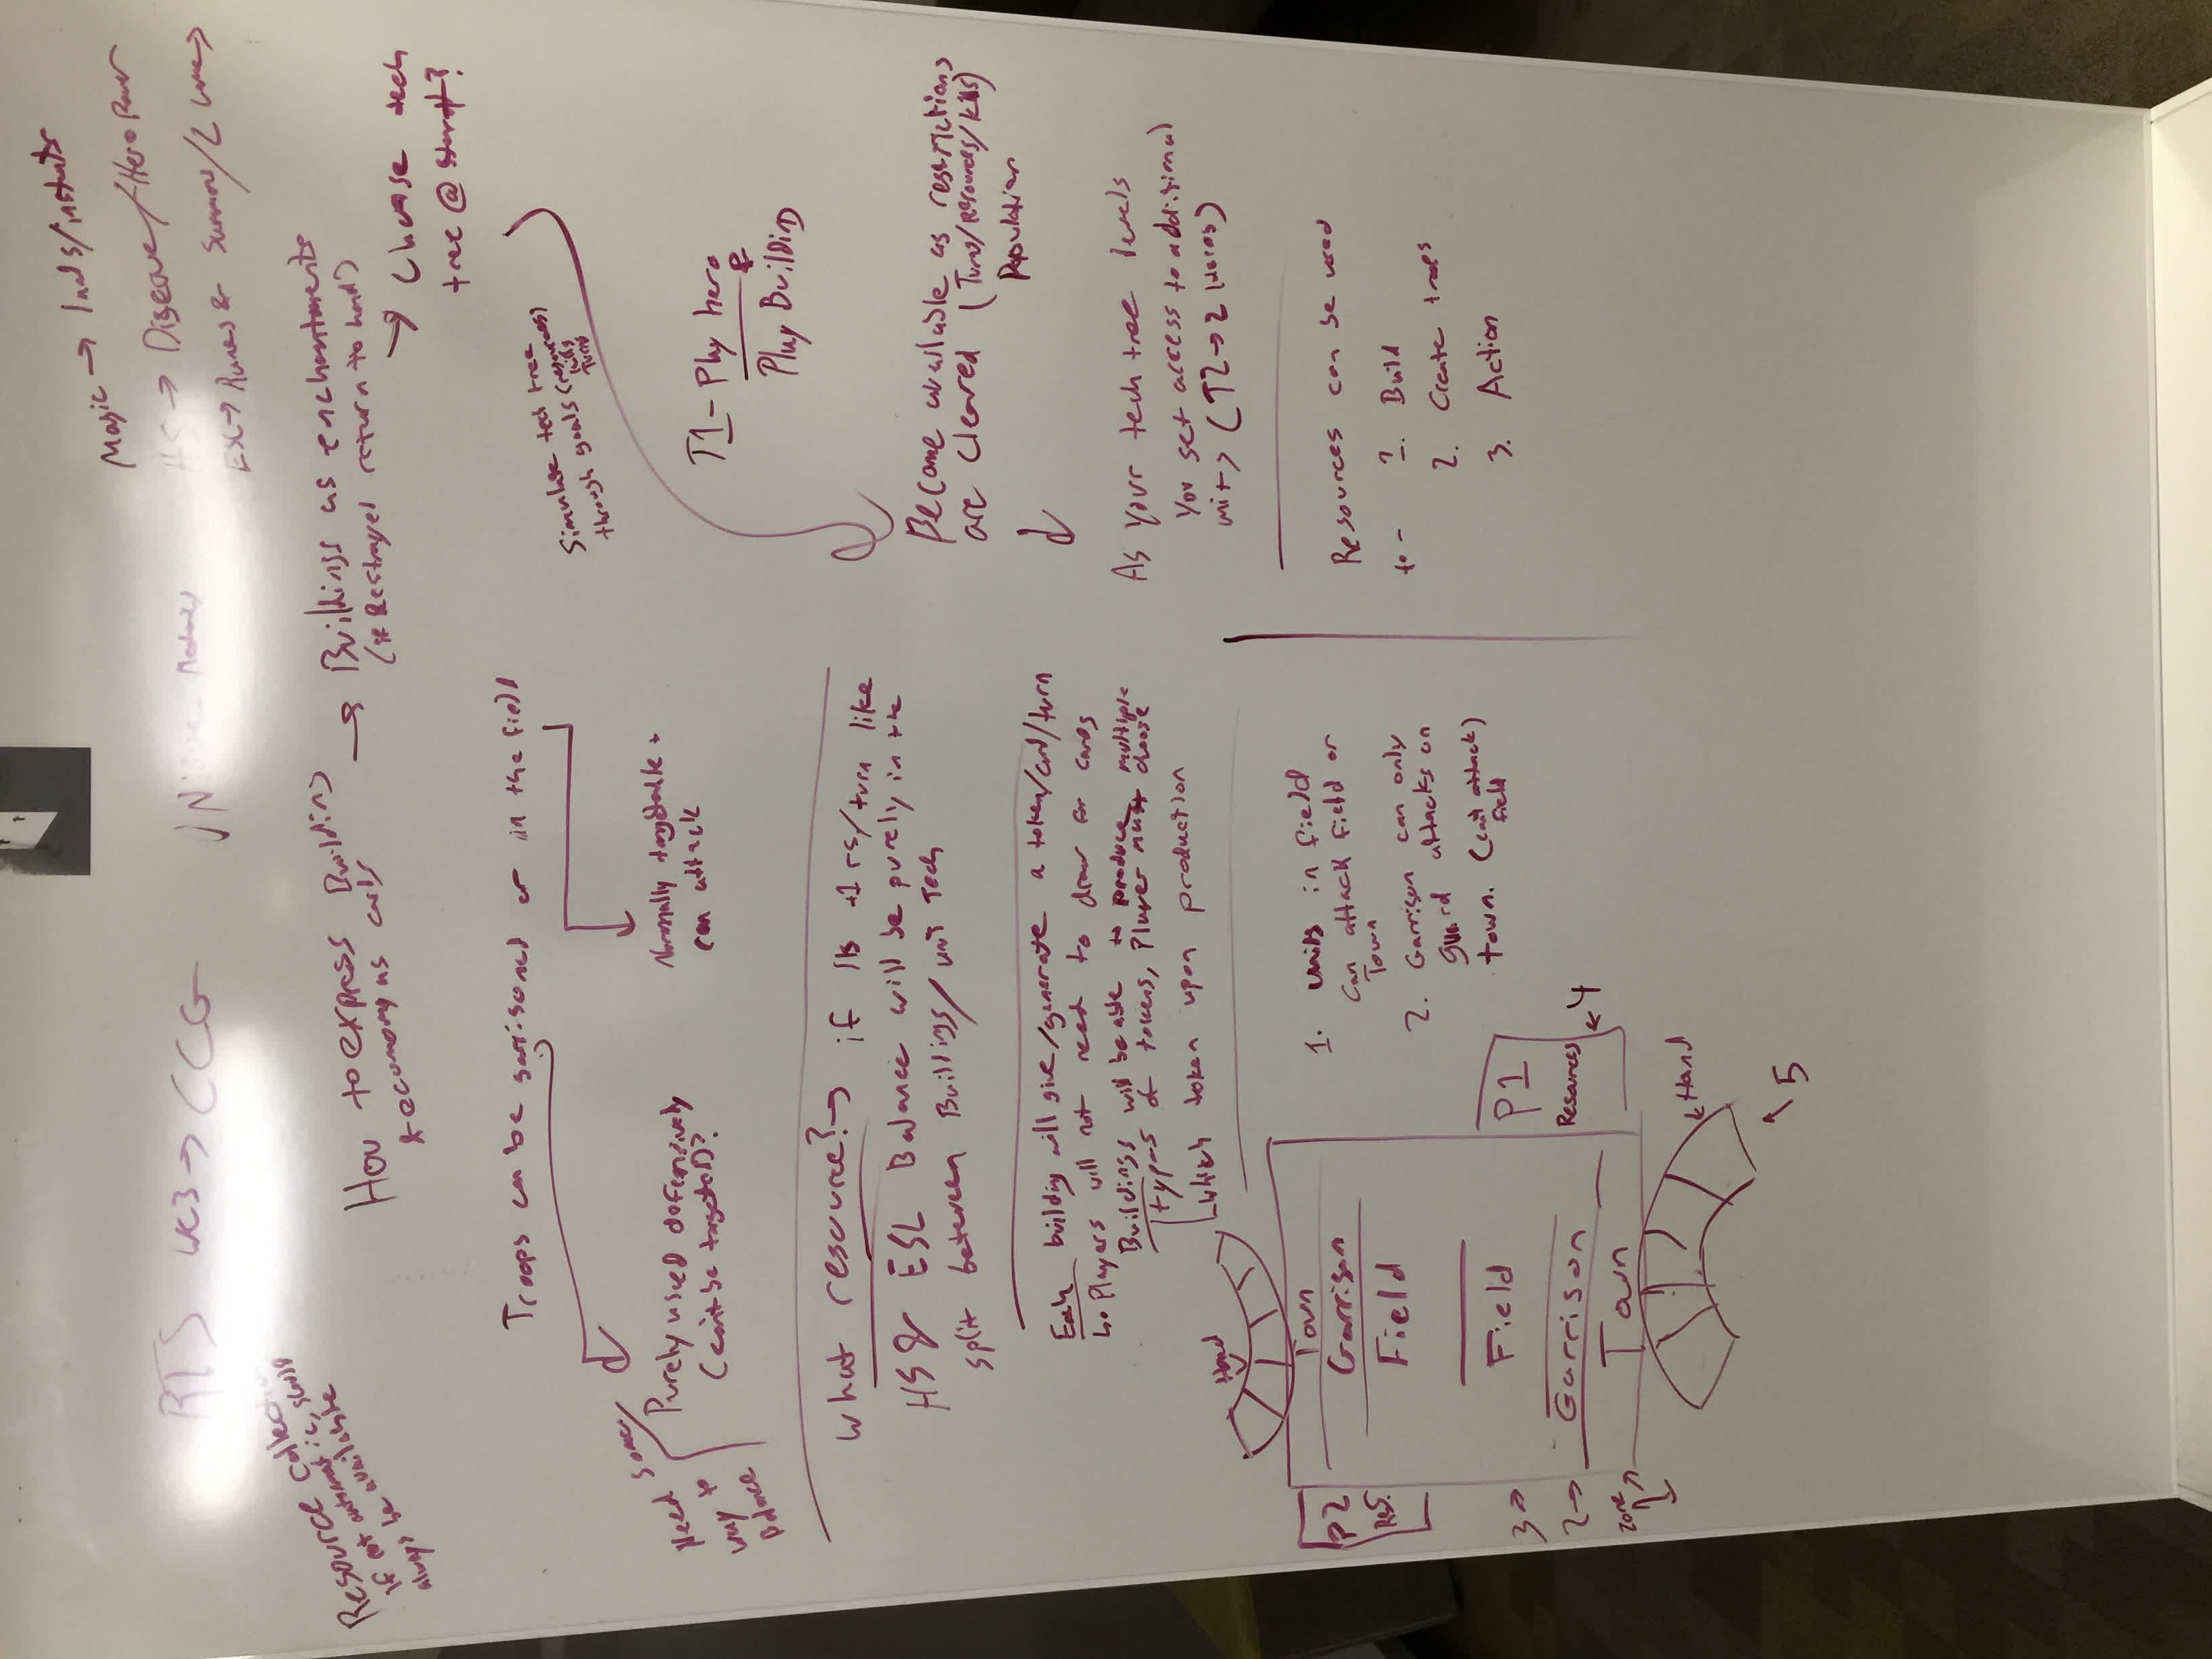 Magic → lands/instants
HS → Discover/Hero Power
ESL → Runes & Summon/2 Lanes
RTS WC3 → CCG
UNique Mechanics
Resource collection
if not automatic, should
always be available
How to express Building
& economy as cards
→ Buildings as enchantments
(if Destroyed return to hand)
→ Choose tech
tree @ start?
Troops can be garrisoned or in the field
Need some
way to
Balance
Purely used defensively
(can't be targeted)?
Normally targetable +
can attack
Simulate tech tree
through goals (resources)
kills
Turns
T1 - Play hero
&
Play Building
What resource? → if its +1 rs/turn like
HS & ESL Balance will be purely in the
split between Buildings/unit Tech
Become available as restrictions
are cleared (Turns/Resources/kills)
Population
Each building will give/generate a token/card/turn
Players will not need to draw for cards
Buildings will be able to produce multiple
types of tokens, Player must choose
which token upon production
As your tech tree levels
You get access to additional
units (T2 → 2 Heros)
Hand
Town
Garrison
Field
P2
Res.
Field
Garrison
Town
P1
Resources
← 4
3 →
2 →
Zone
1
← Hand
5
1. units in field
can attack field or
Town
2. Garrison can only
guard attacks on
town. (can't attack)
field
Resources can be used
to - 1. Build
2. Create troops
3. Action